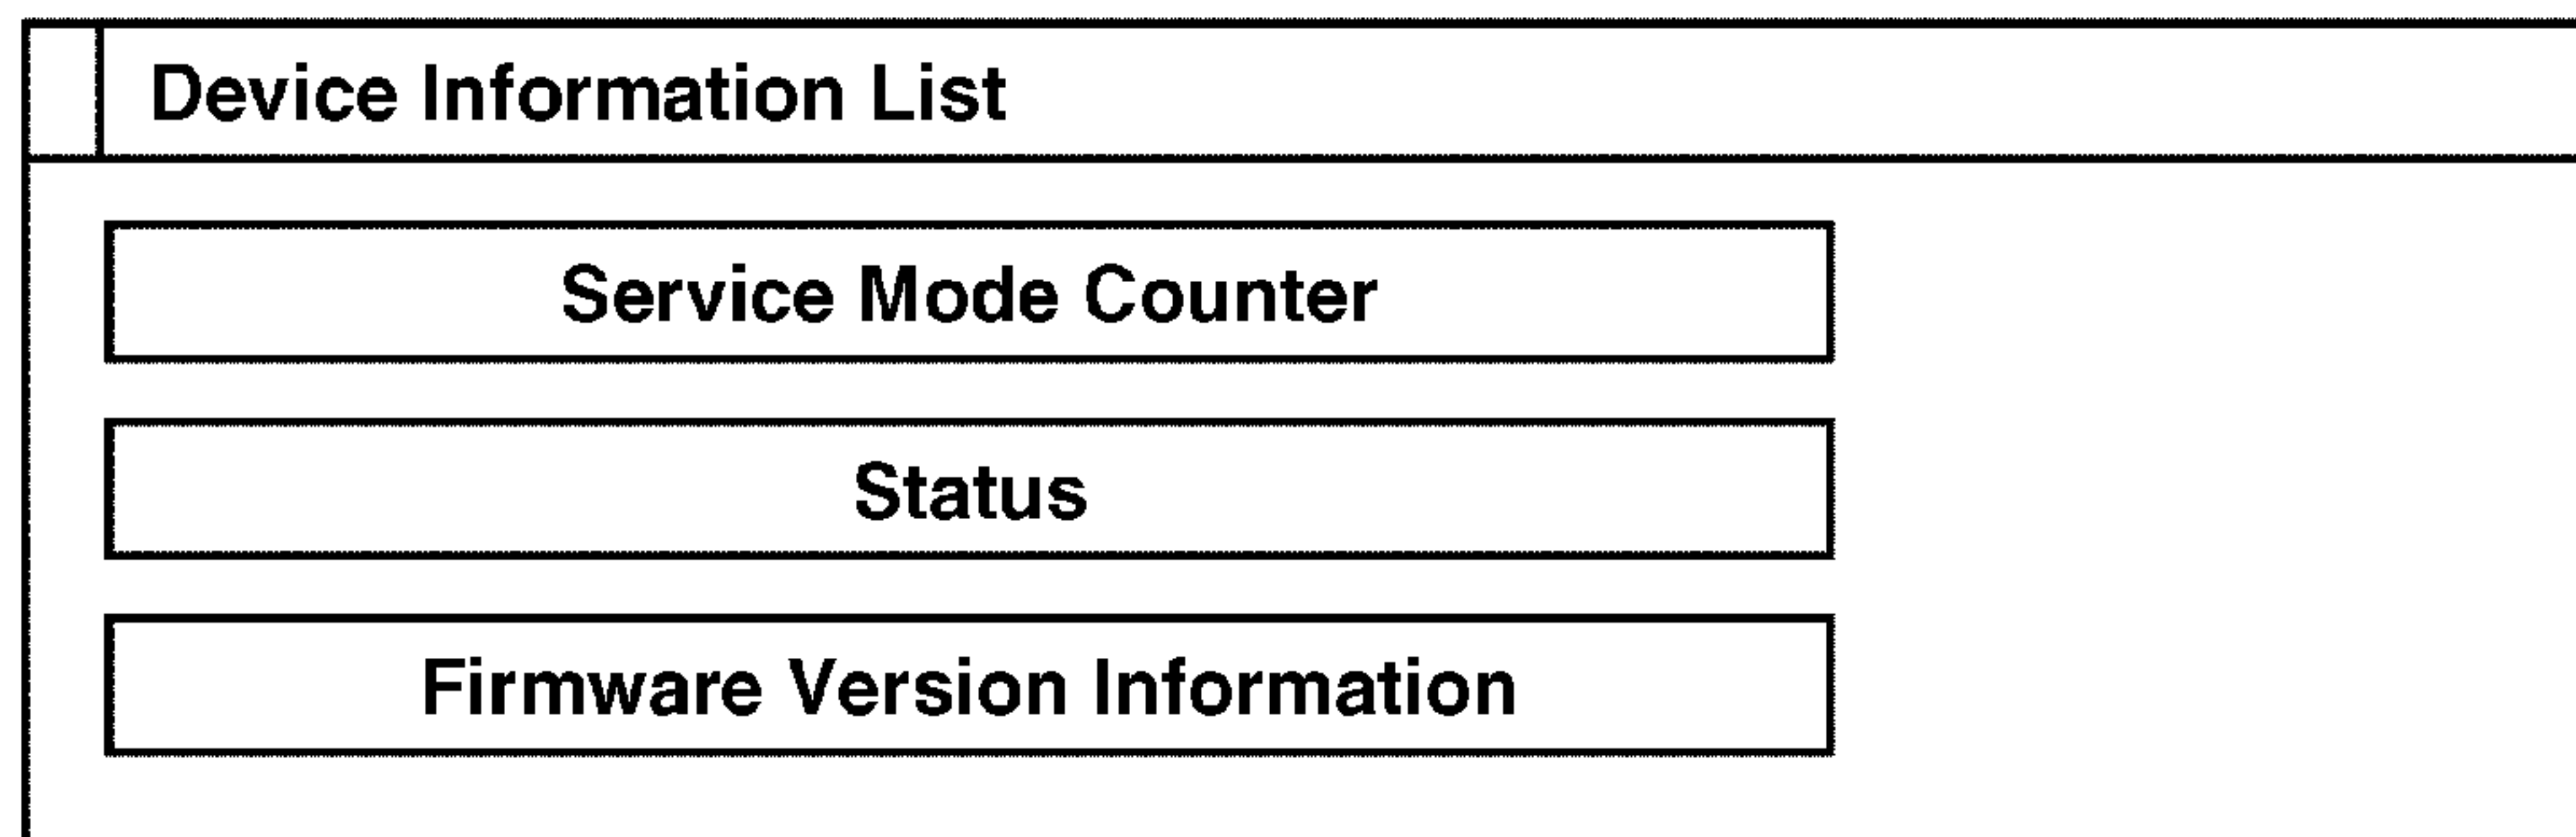 Device Information List
Service Mode Counter
Status
Firmware Version Information